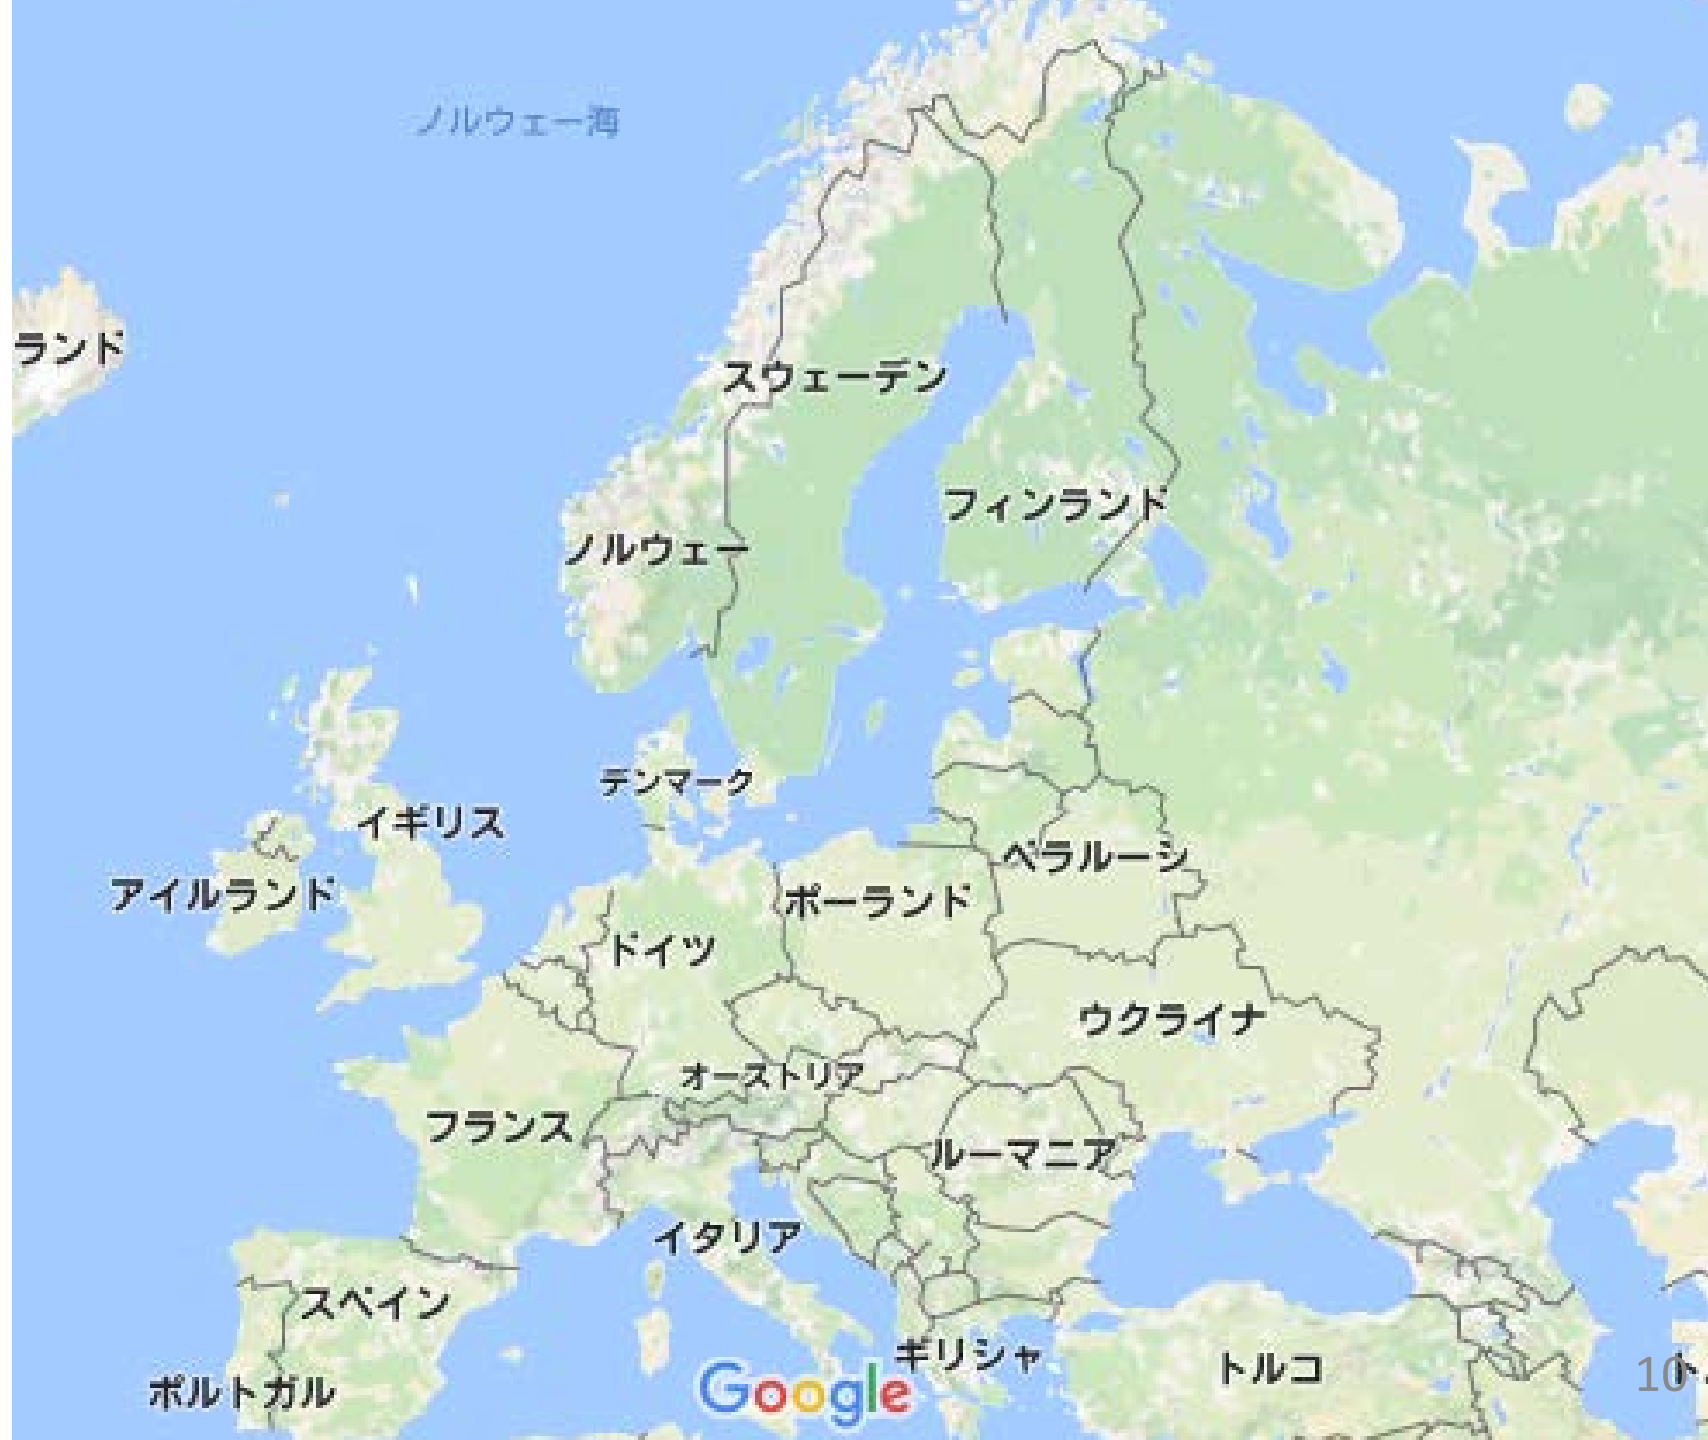 ノルウェー海
ランド
スウェーデン
フィンランド
ノルウェー
デンマーク
イギリス
ベラルーシ
アイルランド
ポーランド
ドイツ
ウクライナ
オーストリア
フランス
ルーマニア
イタリア
スペイン
ギリシャ
トルコ
10
ト
ポルトガル
Google